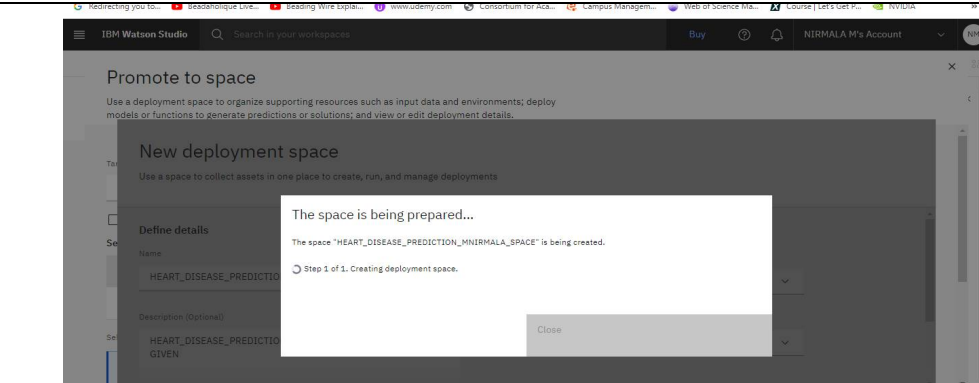 Redirecting you to... Beadaholique Live... Beading Wire Explai... www.udemy.com Consortium for Aca... Campus Managem... Web of Science Ma... Course | Let's Get P... NVIDIA »
IBM Watson Studio Search in your workspaces Buy NIRMALA M's Account NM
Promote to space
Use a deployment space to organize supporting resources such as input data and environments; deploy
models or functions to generate predictions or solutions; and view or edit deployment details.
New deployment space
Use a space to collect assets in one place to create, run, and manage deployments
The space is being prepared...
Define details
The space "HEART_DISEASE_PREDICTION_MNIRMALA_SPACE" is being created.
Name
Step 1 of 1. Creating deployment space.
HEART_DISEASE_PREDICTIO
Description (Optional)
Close
HEART_DISEASE_PREDICTIO
GIVEN